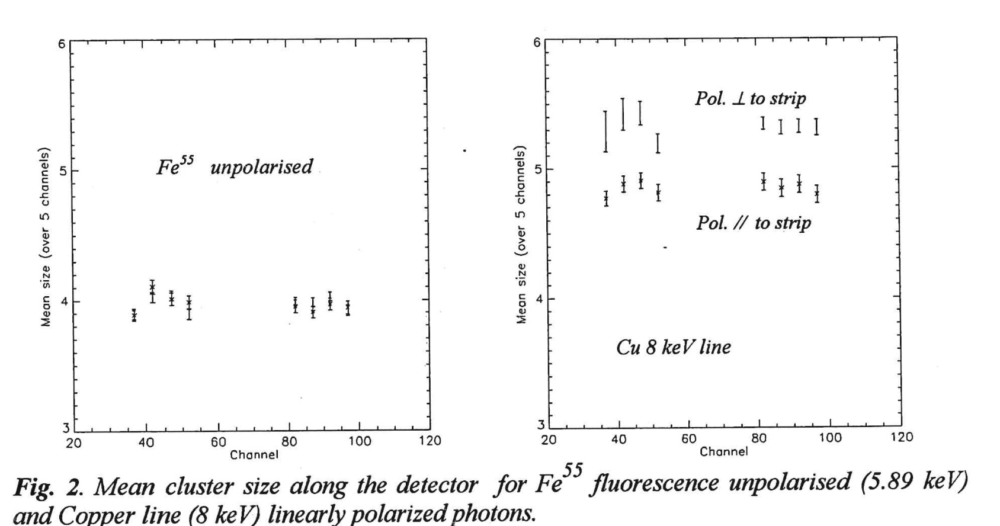 6
5
4
3
20 40 60 80 100 120
Channel
Mean size (over 5 channels)
Fe55 unpolarised
6
5
4
3
20 40 60 80 100 120
Channel
Mean size (over 5 channels)
Pol. ⊥ to strip
Pol. // to strip
Cu 8 keV line
Fig. 2. Mean cluster size along the detector for Fe55 fluorescence unpolarised (5.89 keV)
and Copper line (8 keV) linearly polarized photons.